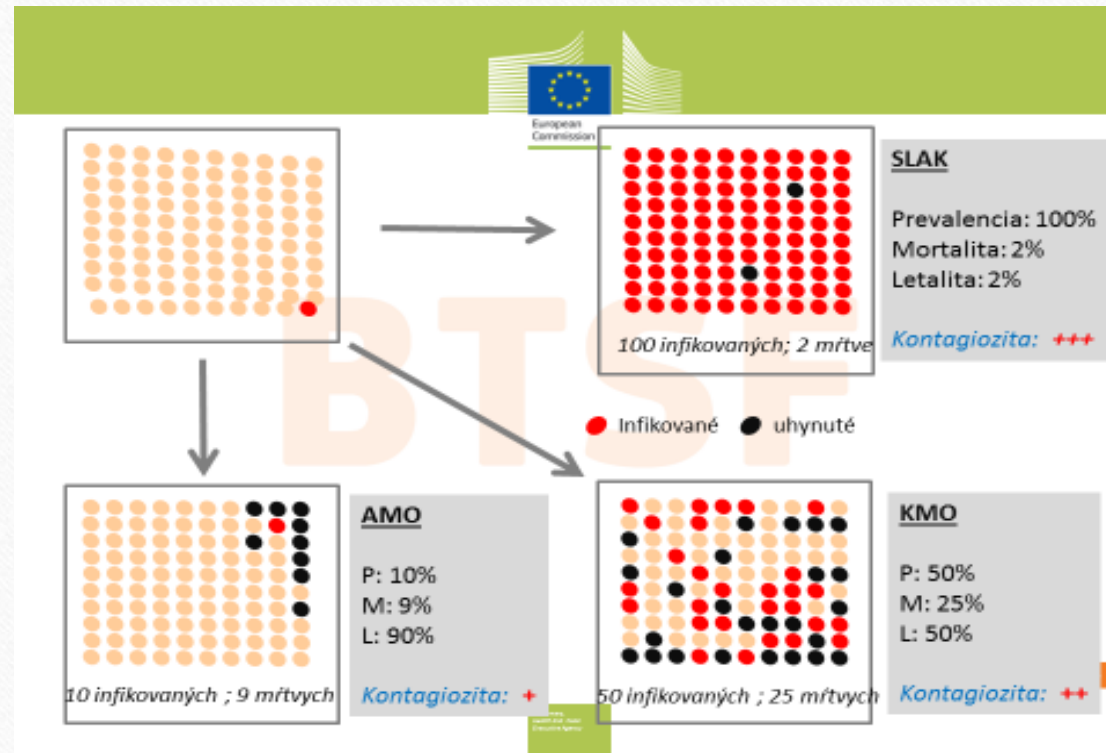 European
Commission
SLAK
Prevalencia: 100%
Mortalita: 2%
Letalita: 2%
Kontagiozita: +++
100 infikovaných; 2 mŕtve
BTSF
Infikované uhynuté
AMO
P: 10%
M: 9%
L: 90%
Kontagiozita: +
10 infikovaných ; 9 mŕtvych
KMO
P: 50%
M: 25%
L: 50%
Kontagiozita: ++
50 infikovaných ; 25 mŕtvych